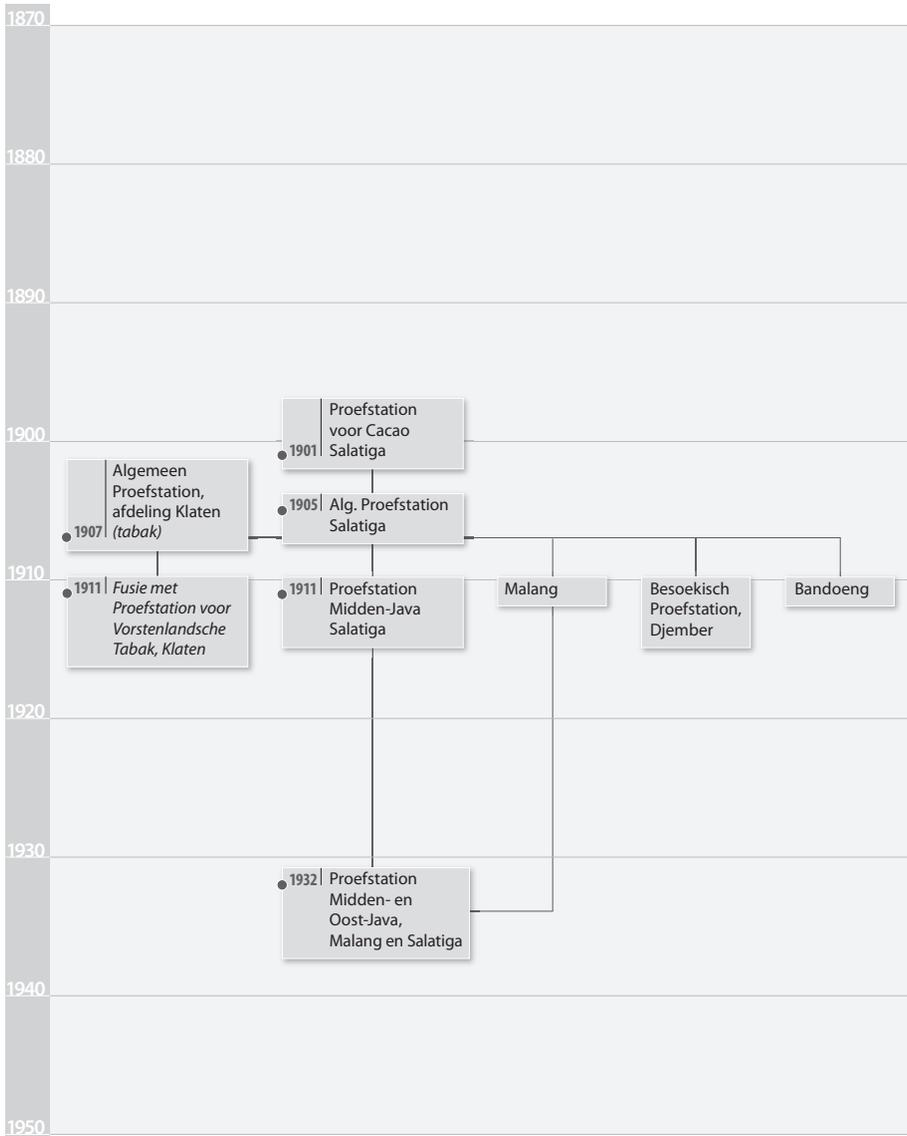 1870
1880
1890
1900
1910
1920
1930
1940
1950
1901
Proefstation
voor Cacao
Salatiga
1907
Algemeen
Proefstation,
afdeling Klaten
(tabak)
1905
Alg. Proefstation
Salatiga
1911
Fusie met
Proefstation voor
Vorstenlandsche
Tabak, Klaten
1911
Proefstation
Midden-Java
Salatiga
Malang
Besoekisch
Proefstation,
Djember
Bandoeng
1932
Proefstation
Midden- en
Oost-Java,
Malang en Salatiga